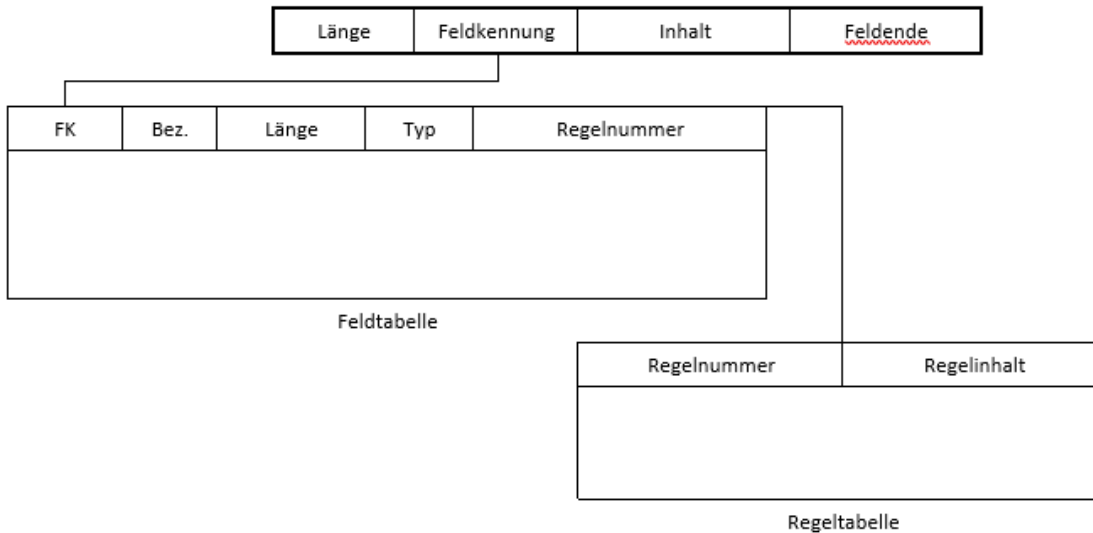 Länge Feldkennung Inhalt Feldende
FK Bez. Länge Typ Regelnummer
Feldtabelle
Regelnummer Regelinhalt
Regeltabelle